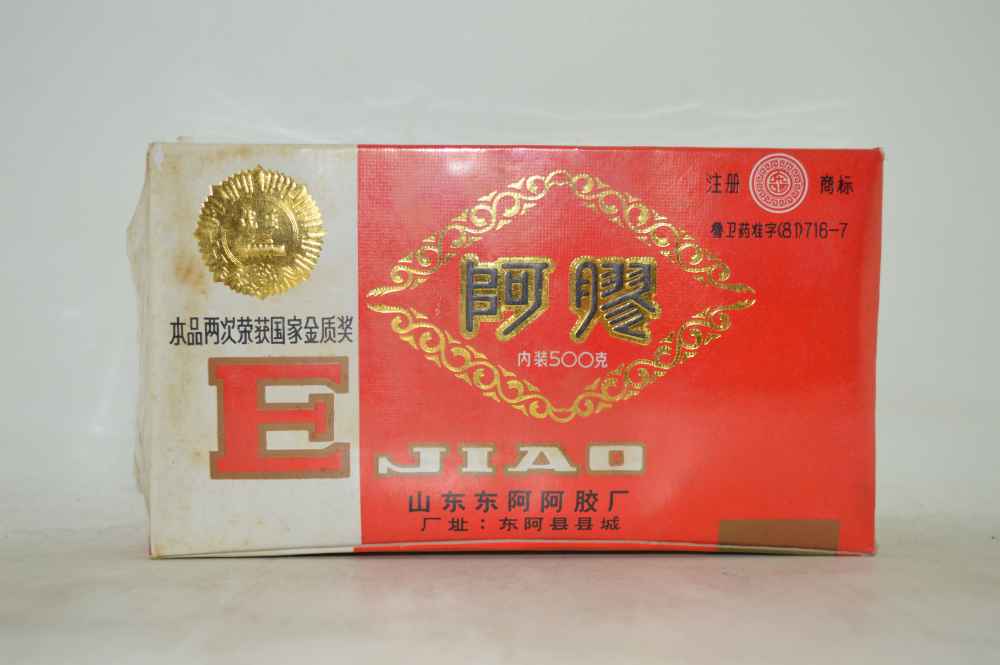 注册 商标
鲁卫药准字(81)716-7
阿膠
内装500克
本品两次荣获国家金质奖
E JIAO
山东东阿阿胶厂
厂址：东阿县县城